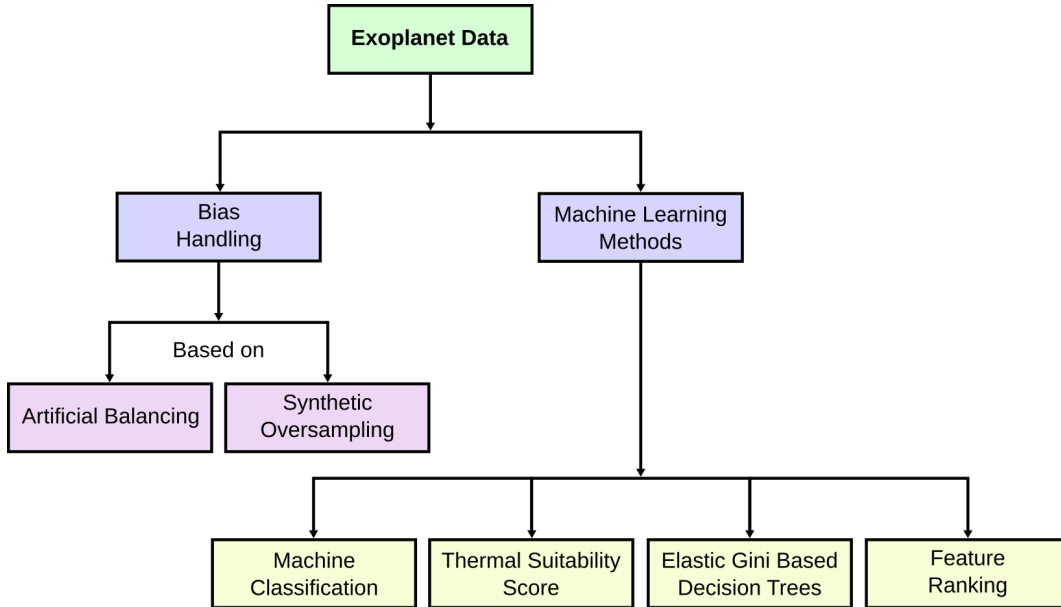 Exoplanet Data
Bias
Handling
Machine Learning
Methods
Based on
Artificial Balancing
Synthetic
Oversampling
Machine
Classification
Thermal Suitability
Score
Elastic Gini Based
Decision Trees
Feature
Ranking